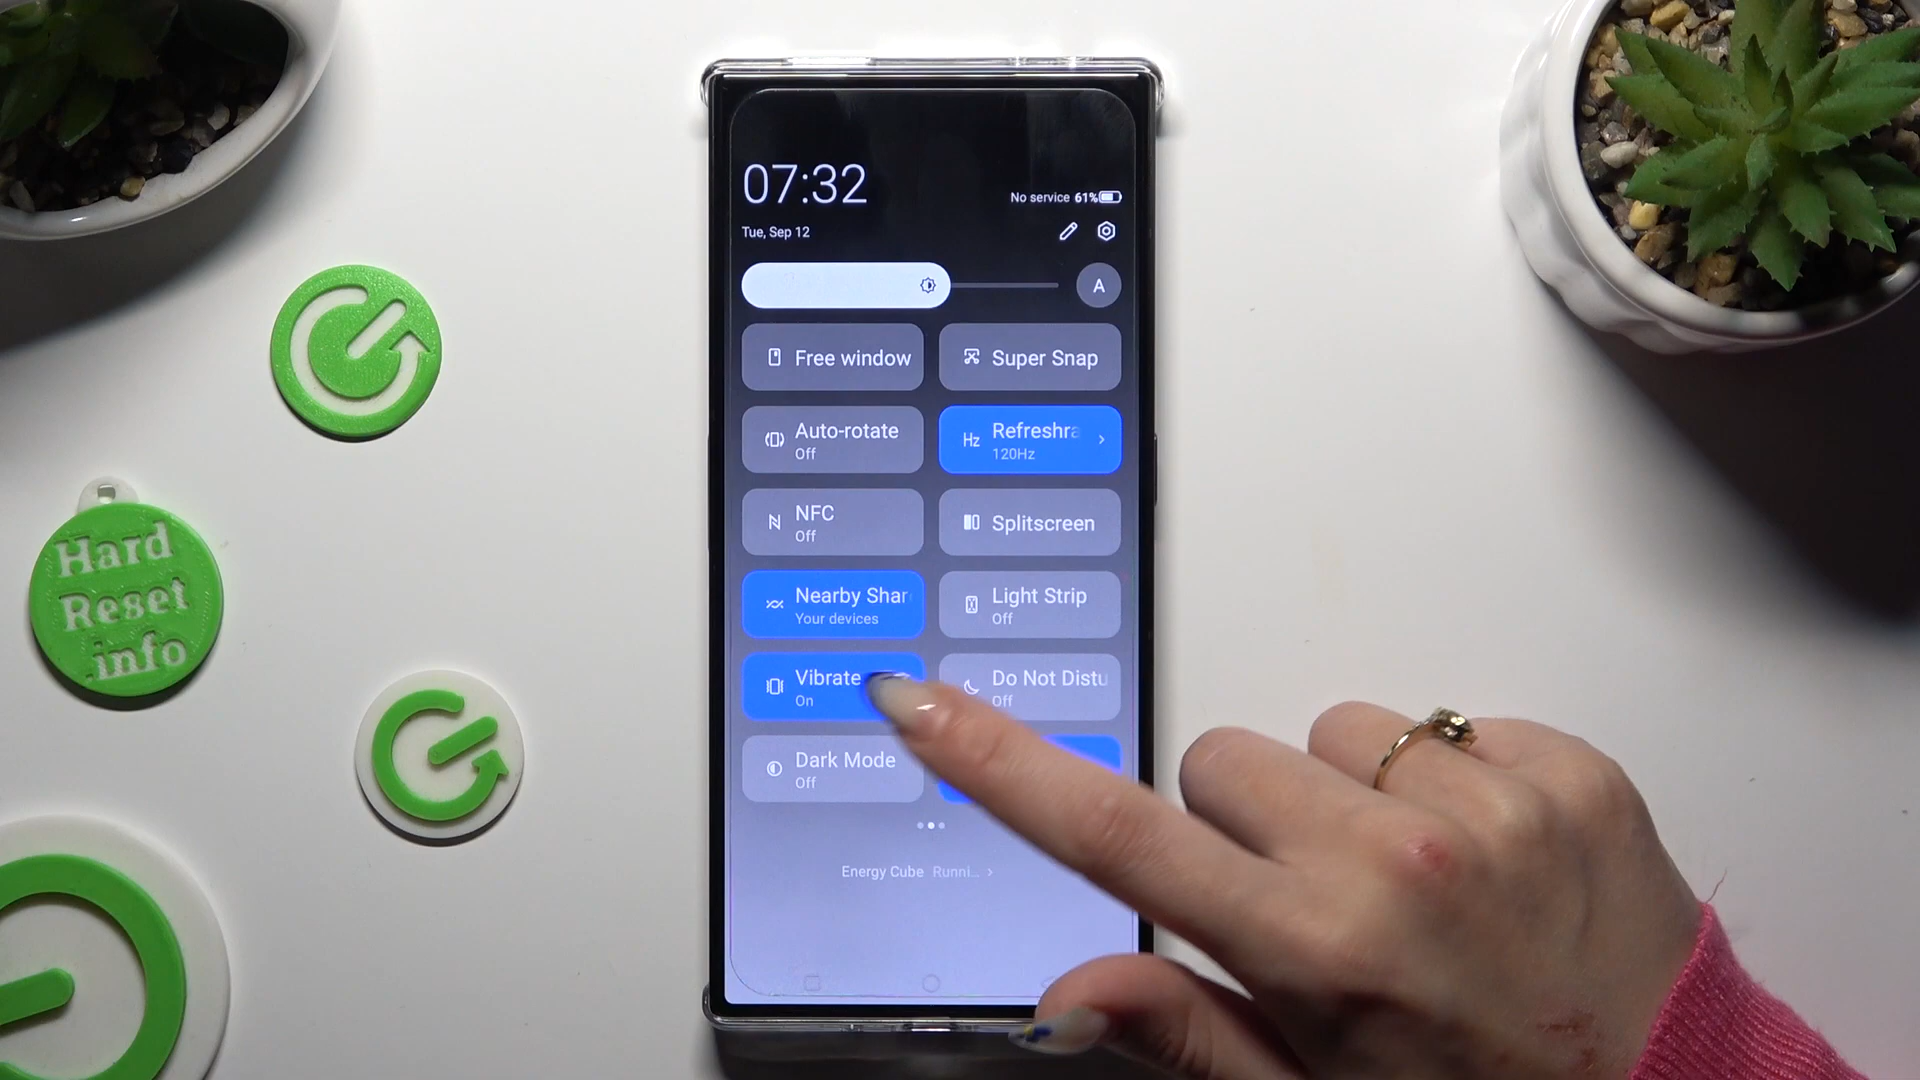 07:32
No service 61%
Tue, Sep 12
A
Free window
Super Snap
Auto-rotate
Off
Hz
Refreshra
120Hz
NFC
Off
Splitscreen
Nearby Shar
Your devices
Light Strip
Off
Vibrate
On
Do Not Distu
Off
Dark Mode
Off
Energy Cube Runni... >
Hard
Reset
.info